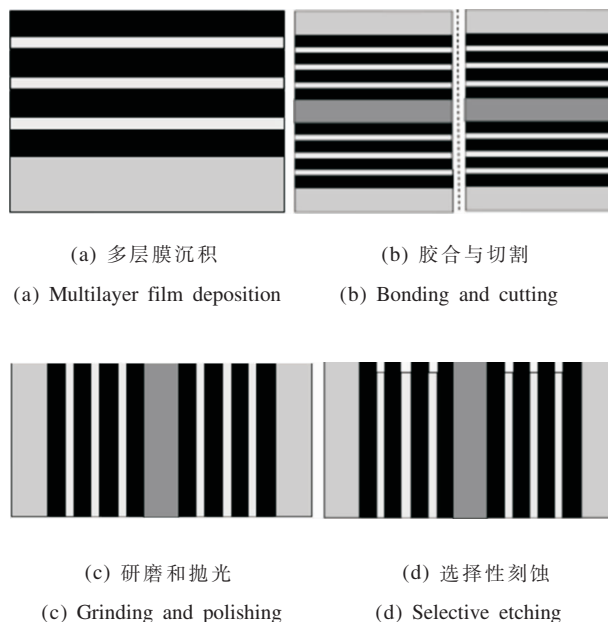 (a) 多层膜沉积
(b) 胶合与切割
(a) Multilayer film deposition
(b) Bonding and cutting
(c) 研磨和抛光
(d) 选择性刻蚀
(c) Grinding and polishing
(d) Selective etching